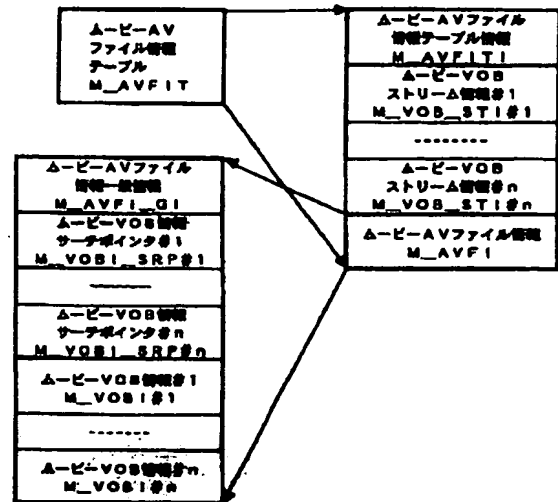 ムービーAV
ファイル情報
テーブル
M_AVFIT
ムービーAVファイル
情報テーブル情報
M_AVFITI
ムービーVOB
ストリーム情報#1
M_VOB_STI#1
--------
ムービーVOB
ストリーム情報#n
M_VOB_STI#n
ムービーAVファイル情報
M_AVFI
ムービーAVファイル
情報一般情報
M_AVFI_GI
ムービーVOB情報
サーチポインタ#1
M_VOBI_SRP#1
-------
ムービーVOB情報
サーチポインタ#n
M_VOBI_SRP#n
ムービーVOB情報#1
M_VOBI#1
-------
ムービーVOB情報#n
M_VOBI#n